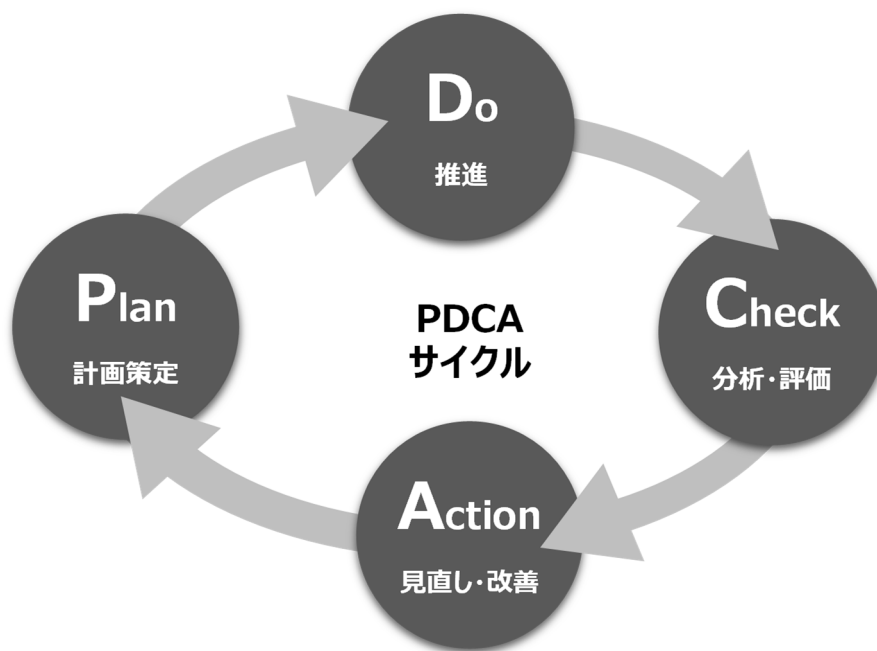 Do
推進
Plan
計画策定
PDCA
サイクル
Check
分析・評価
Action
見直し・改善